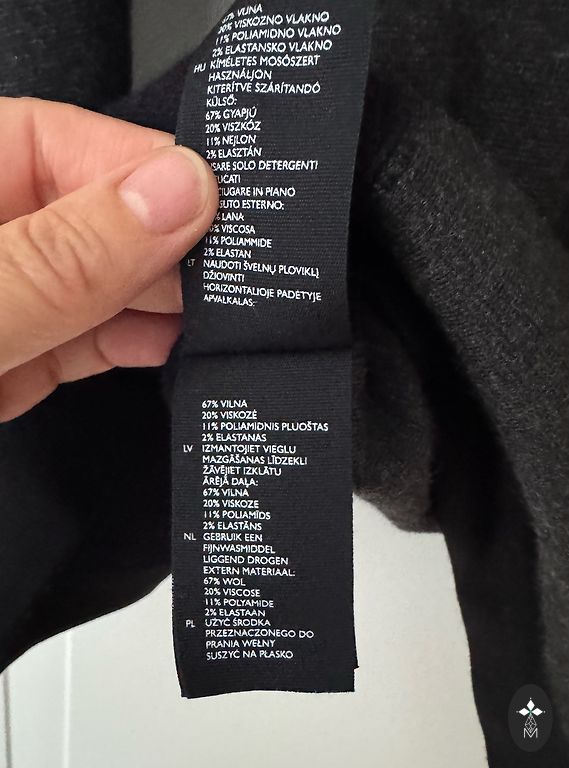 67% VUNA
20% VISKOZNO VLAKNO
11% POLIAMIDNO VLAKNO
2% ELASTANSKO VLAKNO
HU KÍMÉLETES MOSÓSZERT
HASZNÁLJON
KITERÍTVE SZÁRÍTANDÓ
KÜLSŐ:
67% GYAPJÚ
20% VISZKÓZ
11% NEJLON
2% ELASZTÁN
USARE SOLO DETERGENTI
CIUGARE IN PIANO
SUTO ESTERNO:
% LANA
% VISCOSA
11% POLIAMMIDE
2% ELASTAN
LT NAUDOTI ŠVELNŲ PLOVIKLĮ
DŽIOVINTI
HORIZONTALIOJE PADĖTYJE
APVALKALAS:
67% VILNA
20% VISKOZĖ
11% POLIAMIDNIS PLUOŠTAS
2% ELASTANAS
LV IZMANTOJIET VIEGLU
MAZGĀŠANAS LĪDZEKLI
ŽĀVĒJIET IZKLĀTU
ĀRĒJĀ DAĻA:
67% VILNA
20% VISKOZE
11% POLIAMĪDS
2% ELASTĀNS
NL GEBRUIK EEN
FIJNWASMIDDEL
LIGGEND DROGEN
EXTERN MATERIAAL:
67% WOL
20% VISCOSE
11% POLYAMIDE
2% ELASTAAN
PL UŻYĆ ŚRODKA
PRZEZNACZONEGO DO
PRANIA WEŁNY
SUSZYĆ NA PŁASKO
M